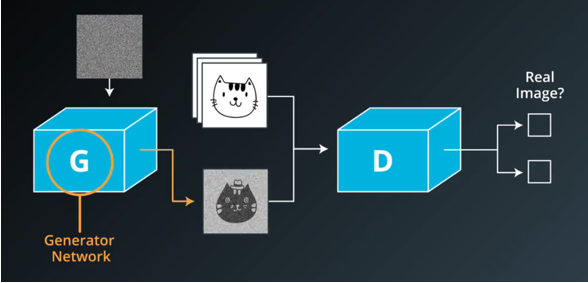 Real
Image?
G
D
Generator
Network